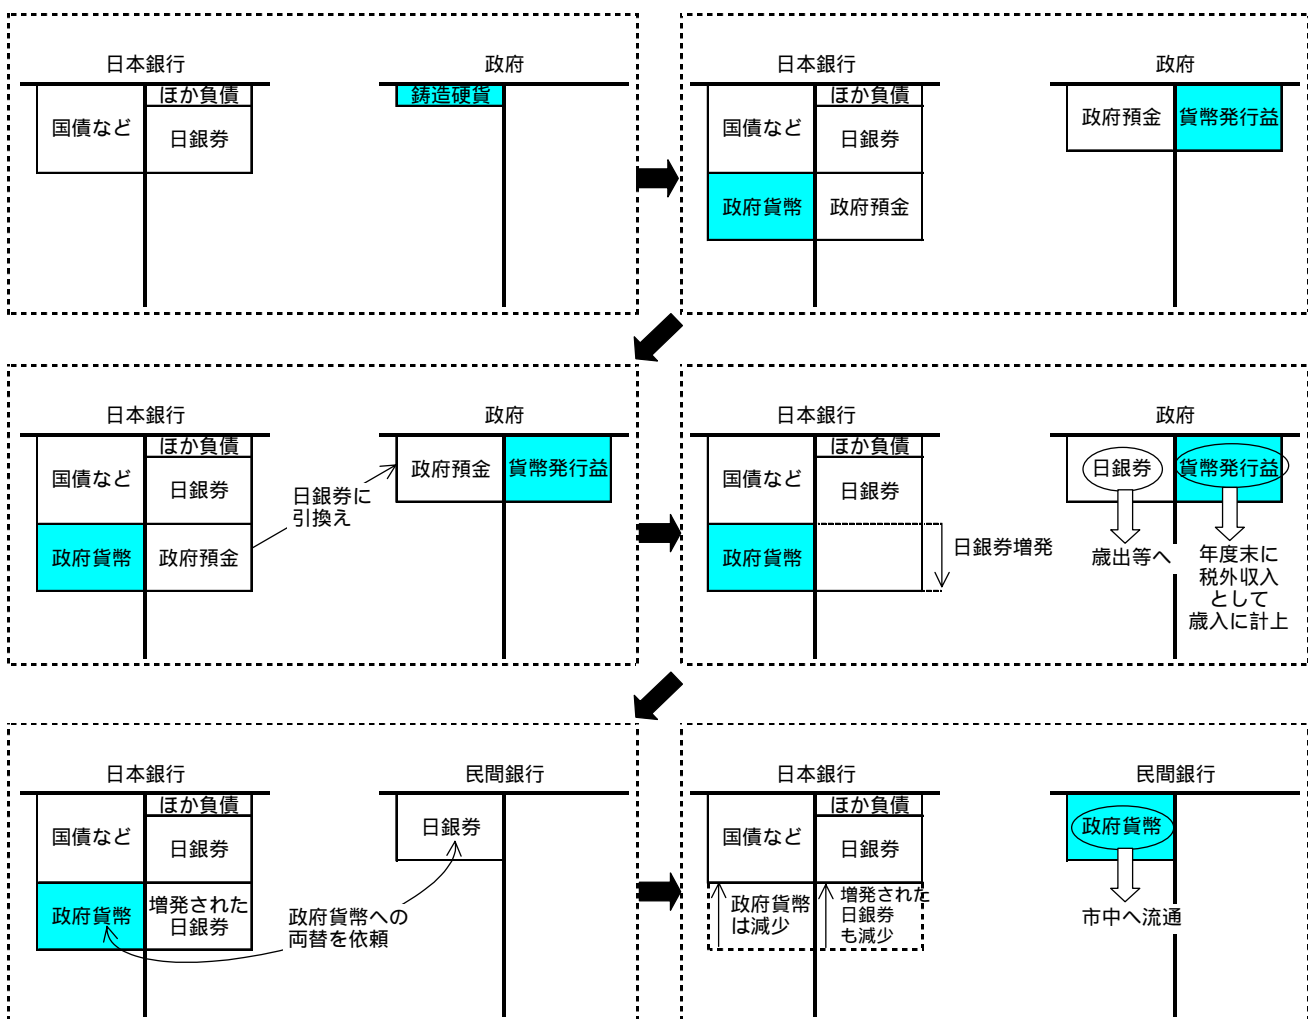 日本銀行
政府
ほか負債
鋳造硬貨
国債など
日銀券
日本銀行
政府
ほか負債
国債など
日銀券
政府預金
貨幣発行益
政府貨幣
政府預金
日本銀行
政府
ほか負債
国債など
日銀券
政府預金
貨幣発行益
日銀券に
引換え
政府貨幣
政府預金
日本銀行
政府
ほか負債
国債など
日銀券
日銀券
貨幣発行益
政府貨幣
日銀券増発
歳出等へ
年度末に
税外収入
として
歳入に計上
日本銀行
民間銀行
ほか負債
国債など
日銀券
日銀券
政府貨幣
増発された
日銀券
政府貨幣への
両替を依頼
日本銀行
民間銀行
ほか負債
国債など
日銀券
政府貨幣
政府貨幣
は減少
増発された
日銀券
も減少
市中へ流通